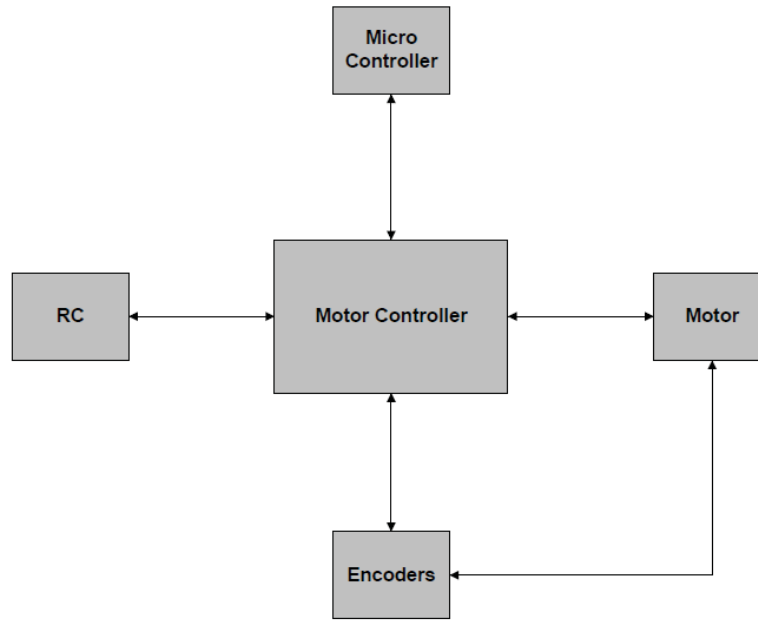 Micro
Controller
RC
Motor Controller
Motor
Encoders